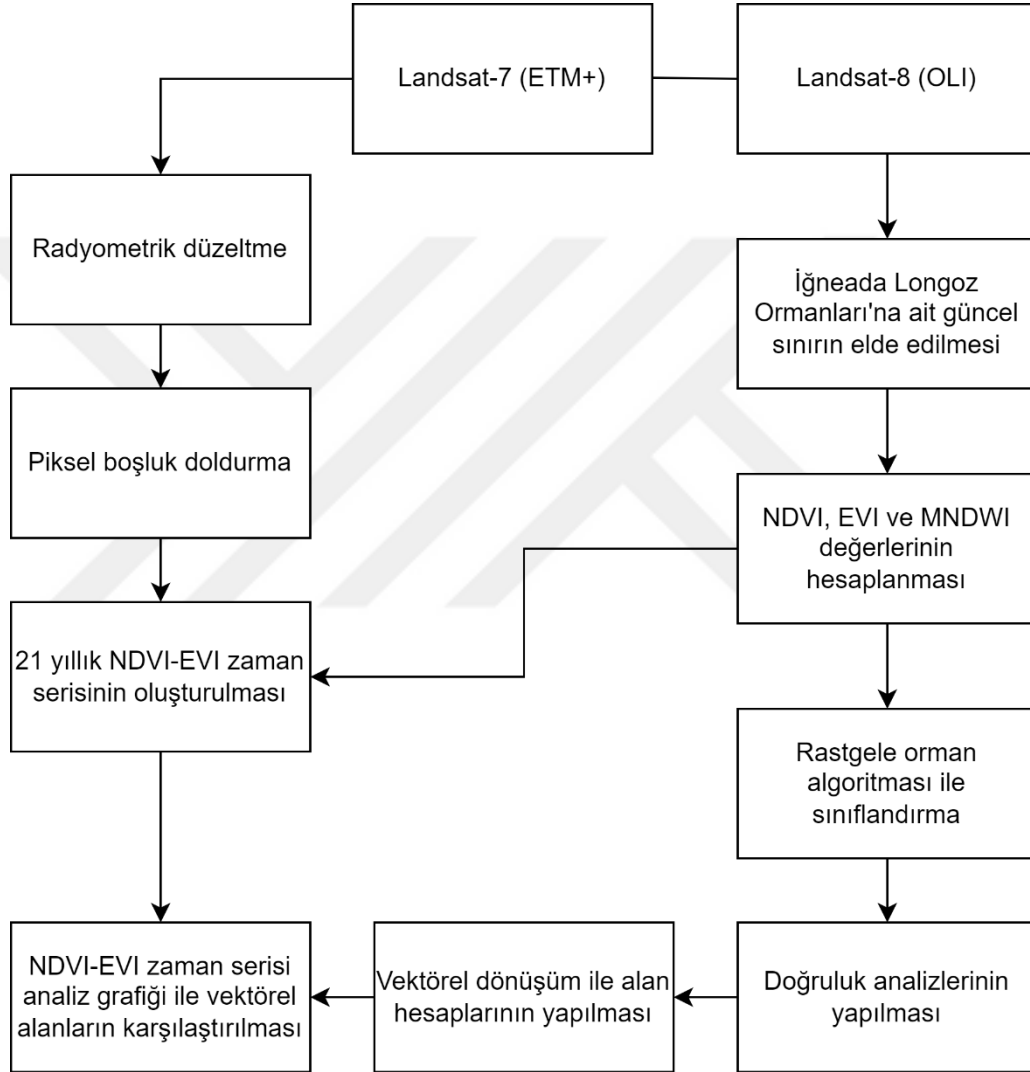 Landsat-7 (ETM+)
Landsat-8 (OLI)
Radyometrik düzeltme
İğneada Longoz
Ormanları'na ait güncel
sınırın elde edilmesi
Piksel boşluk doldurma
NDVI, EVI ve MNDWI
değerlerinin
hesaplanması
21 yıllık NDVI-EVI zaman
serisinin oluşturulması
Rastgele orman
algoritması ile
sınıflandırma
NDVI-EVI zaman serisi
analiz grafiği ile vektörel
alanların karşılaştırılması
Vektörel dönüşüm ile alan
hesaplarının yapılması
Doğruluk analizlerinin
yapılması